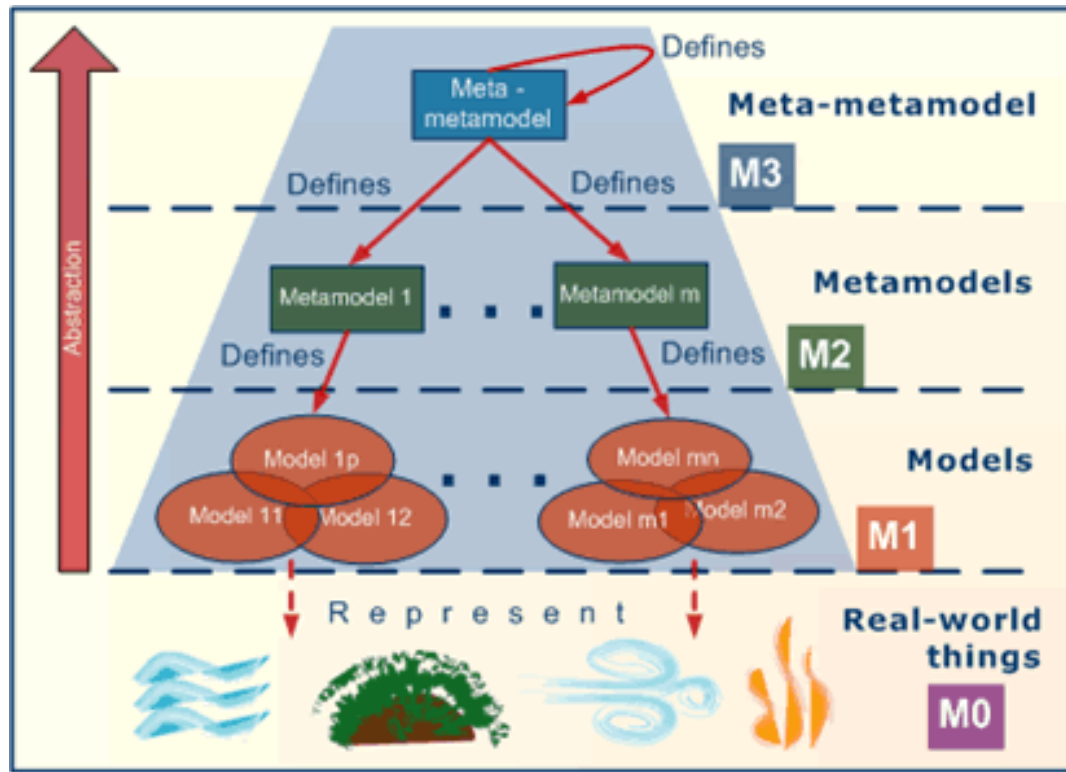 Defines
Meta -
metamodel
Meta-metamodel
M3
Defines
Defines
Abstraction
Metamodels
Metamodel 1
. . .
Metamodel m
M2
Defines
Defines
Models
Model 1p
Model mn
. . .
Model 11
Model 12
Model m1
Model m2
M1
Represent
Real-world
things
M0